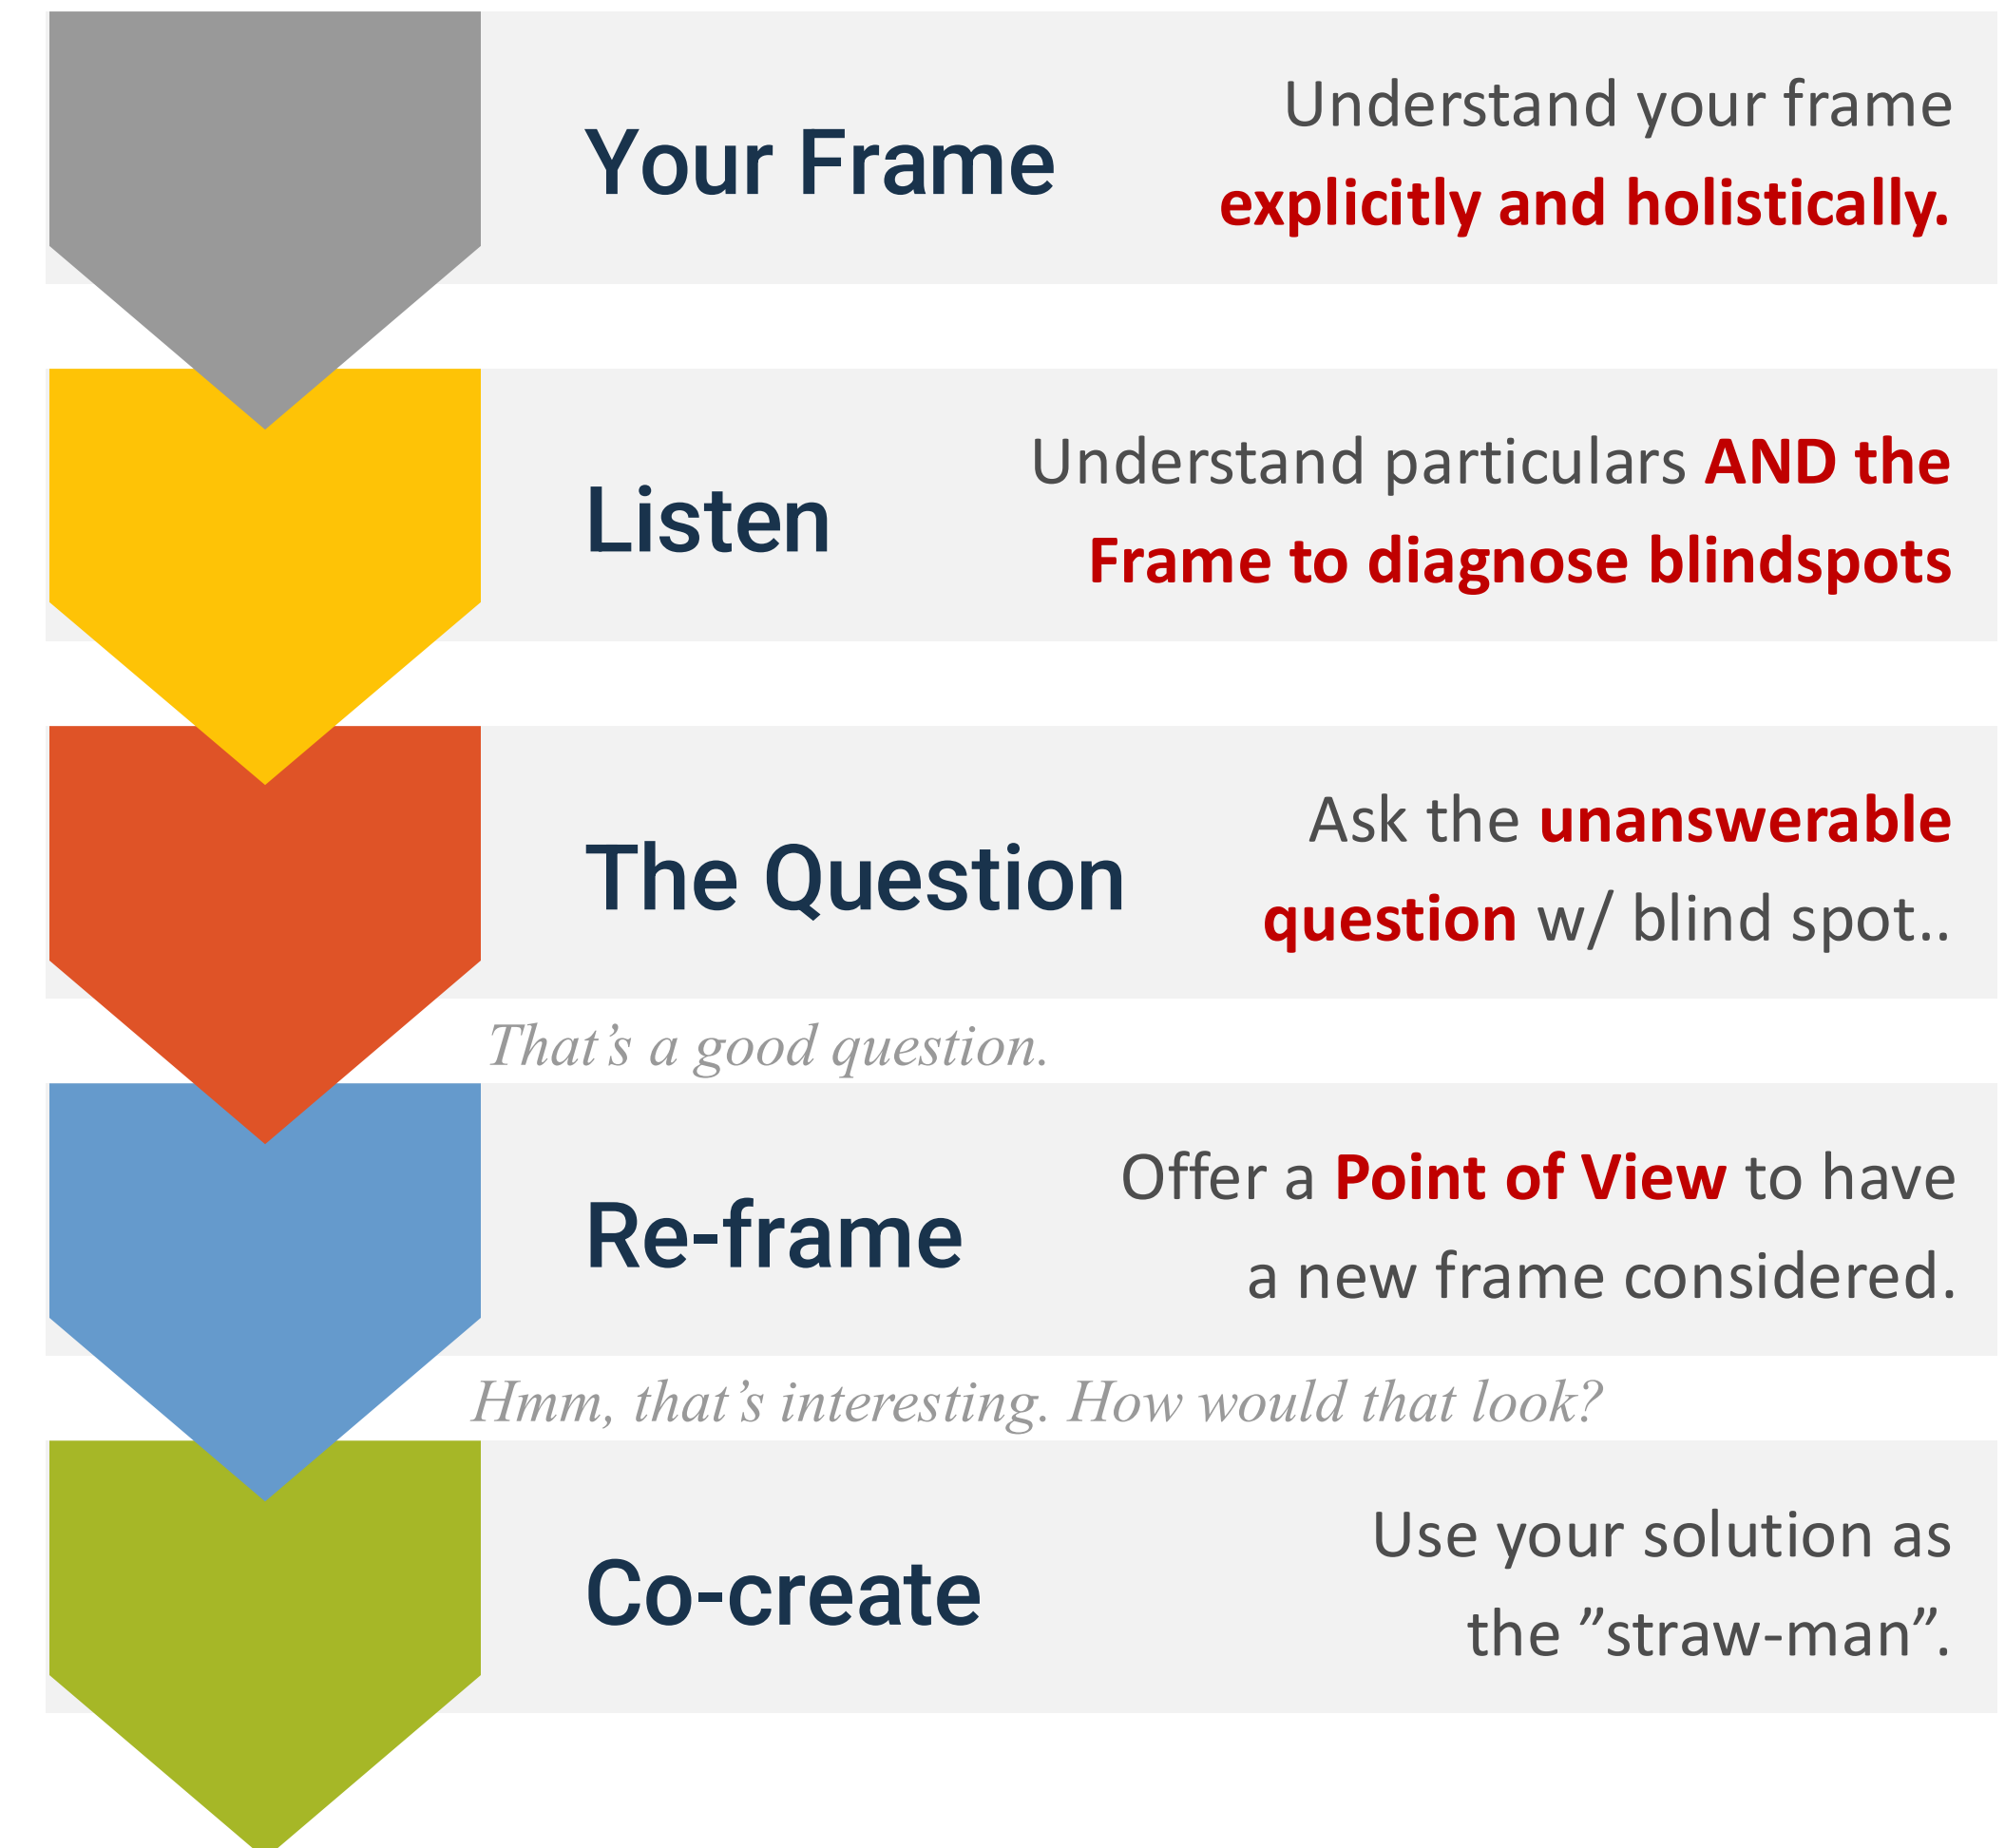 Your Frame
Understand your frame
explicitly and holistically.
Listen
Understand particulars AND the
Frame to diagnose blindspots
The Question
Ask the unanswerable
question w/ blind spot..
That’s a good question.
Re-frame
Offer a Point of View to have
a new frame considered.
Hmm, that’s interesting. How would that look?
Co-create
Use your solution as
the ”straw-man”.